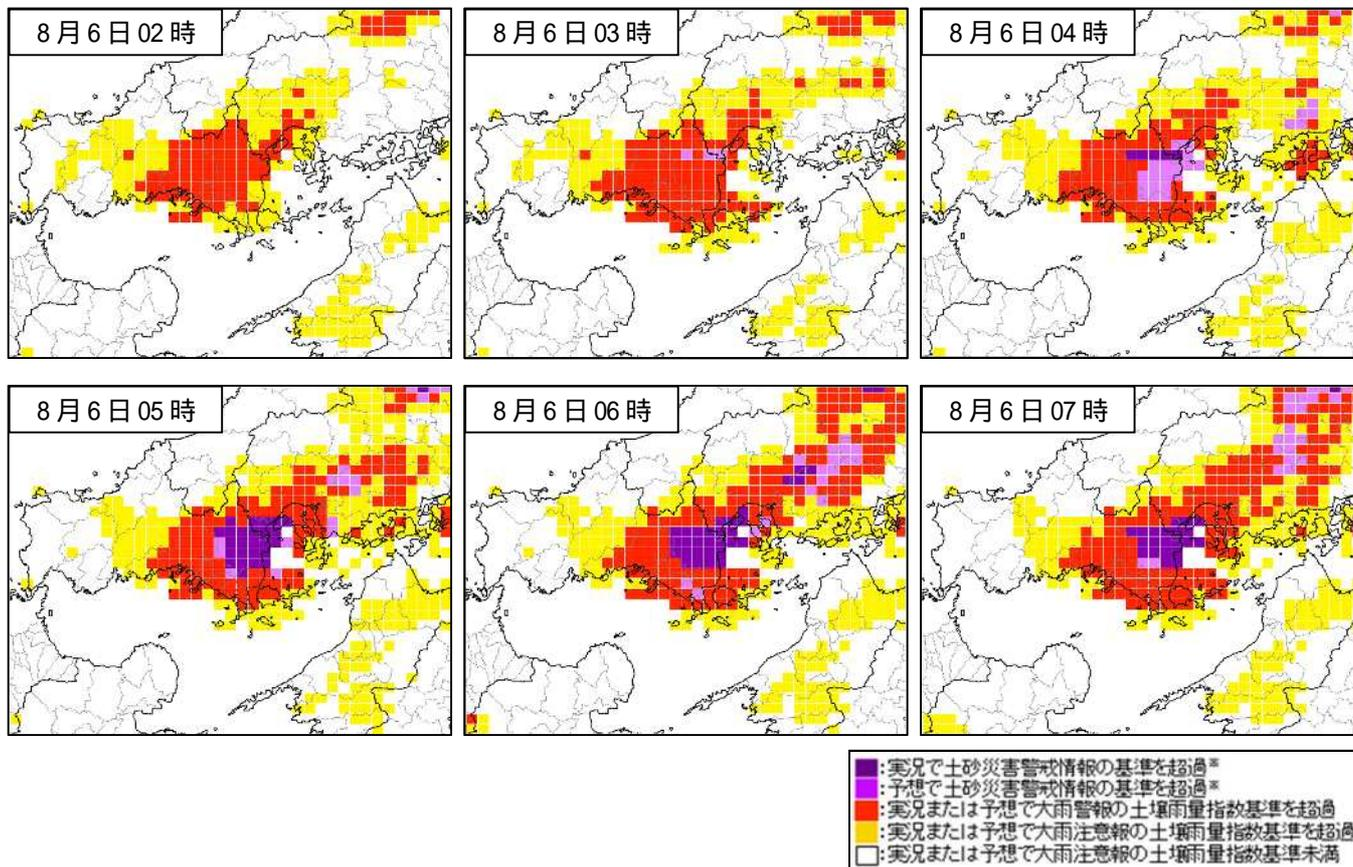 8月6日02時
8月6日03時
8月6日04時
8月6日05時
8月6日06時
8月6日07時
:実況で土砂災害警戒情報の基準を超過※
:予想で土砂災害警戒情報の基準を超過※
:実況または予想で大雨警報の土壌雨量指数基準を超過
:実況または予想で大雨注意報の土壌雨量指数基準を超過
:実況または予想で大雨注意報の土壌雨量指数基準未満